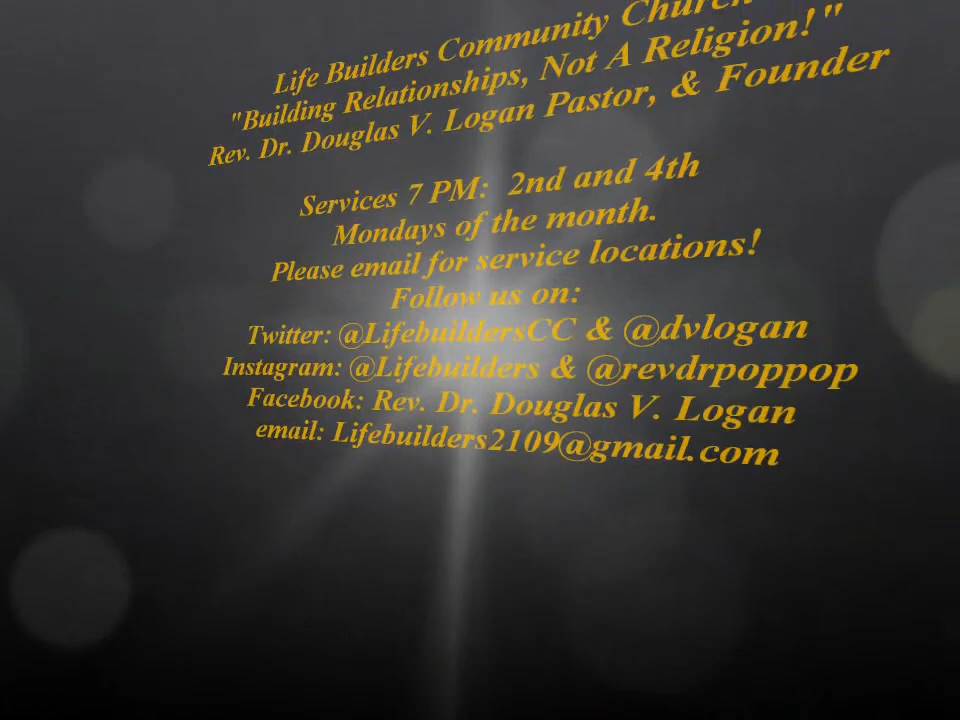 Life Builders Community Church
"Building Relationships, Not A Religion!"
Rev. Dr. Douglas V. Logan Pastor, & Founder
Services 7 PM: 2nd and 4th
Mondays of the month.
Please email for service locations!
Follow us on:
Twitter: @LifebuildersCC & @dvlogan
Instagram: @Lifebuilders & @revdrpoppop
Facebook: Rev. Dr. Douglas V. Logan
email: Lifebuilders2109@gmail.com